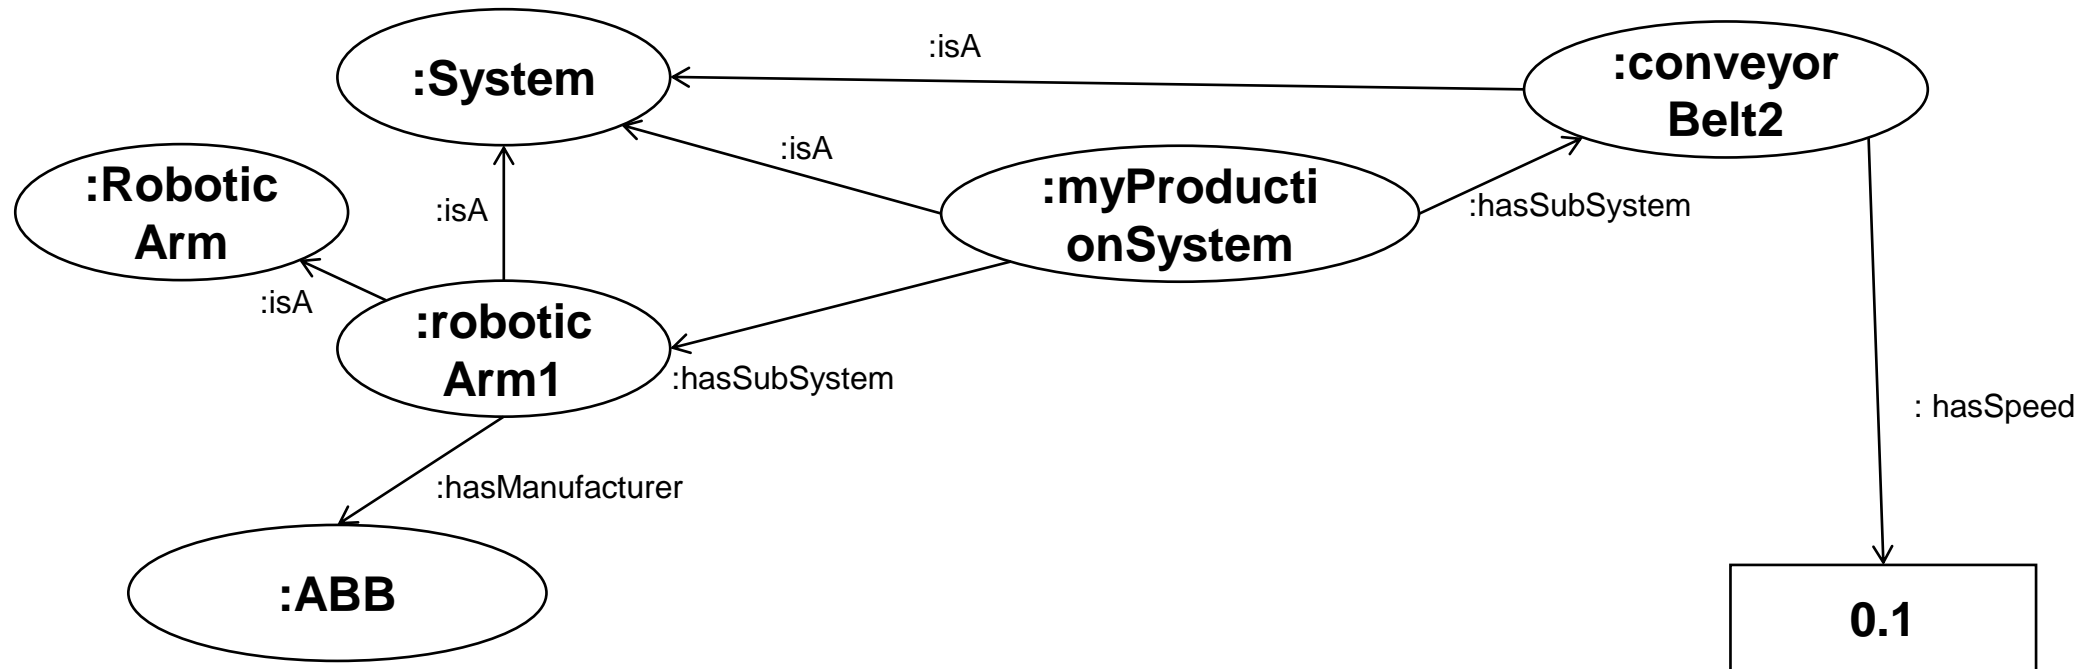 :isA
:System
:conveyor
Belt2
:isA
:Robotic
Arm
:myProducti
onSystem
:isA
:hasSubSystem
:isA
:robotic
Arm1
:hasSubSystem
: hasSpeed
:hasManufacturer
:ABB
0.1